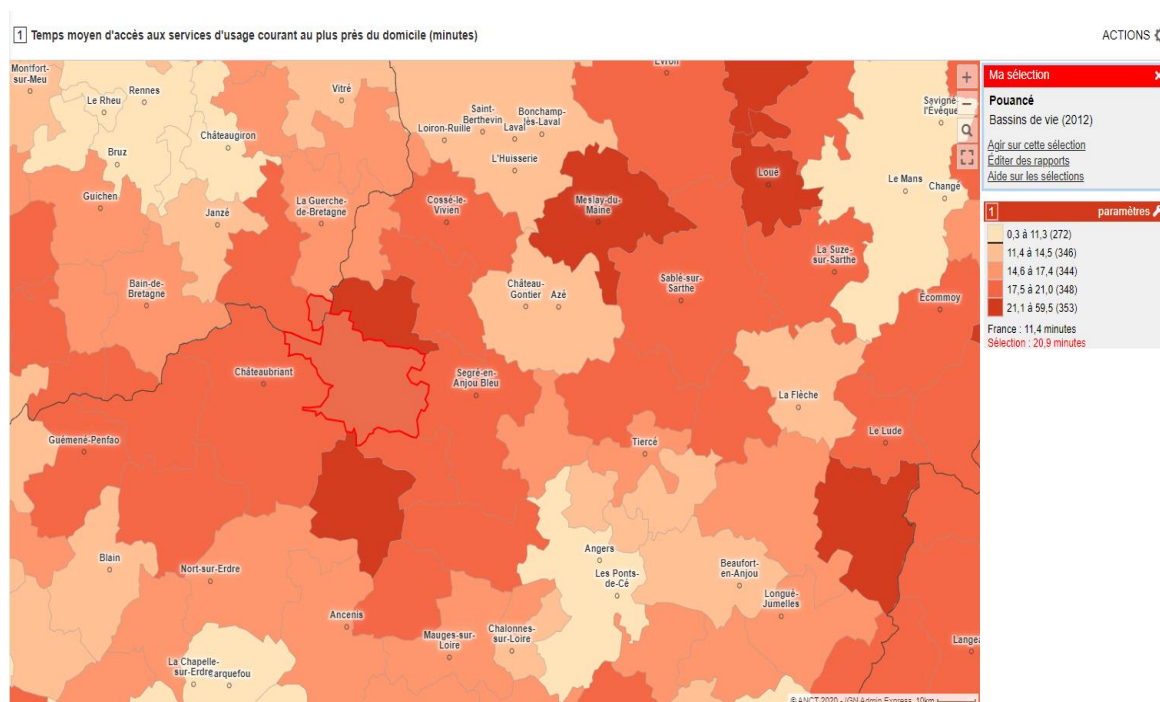 1 Temps moyen d'accès aux services d'usage courant au plus près du domicile (minutes)
ACTIONS
Montfort-
sur-Meu
Rennes
Le Rheu
Vitré
Châteaugiron
Bruz
Saint-
Berthevin
Bonchamp-
lès-Laval
Loiron-Ruillé
Laval
L'Huisserie
Evron
Savigné-
l'Évêque
Guichen
Janzé
La Guerche-
de-Bretagne
Cossé-le-
Vivien
Meslay-du-
Maine
Loué
Le Mans
Changé
Bain-de-
Bretagne
Château-
Gontier
Azé
Sablé-sur-
Sarthe
La Suze-
sur-Sarthe
Écommoy
Châteaubriant
Segré-en-
Anjou Bleu
La Flèche
Guémené-Penfao
Tiercé
Le Lude
Blain
Nort-sur-Erdre
Angers
Les Ponts-
de-Cé
Beaufort-
en-Anjou
Longué-
Jumelles
Ancenis
Mauges-sur-
Loire
Chalonnes-
sur-Loire
La Chapelle-
sur-Erdre
arquefou
Langea
© ANCT 2020 - IGN Admin Express 10km
+
−
Ma sélection
×
Pouancé
Bassins de vie (2012)
Agir sur cette sélection
Éditer des rapports
Aide sur les sélections
1 paramètres
0,3 à 11,3 (272)
11,4 à 14,5 (346)
14,6 à 17,4 (344)
17,5 à 21,0 (348)
21,1 à 59,5 (353)
France : 11,4 minutes
Sélection : 20,9 minutes